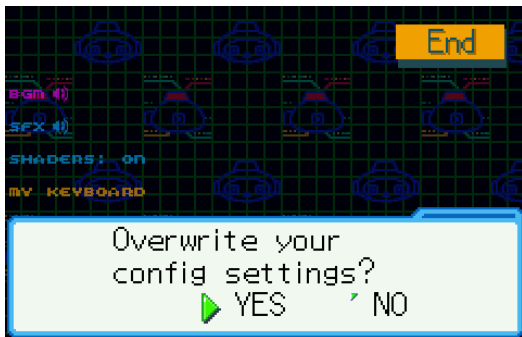 End
BGM
SFX
SHADERS: ON
MY KEYBOARD
Overwrite your
config settings?
YES NO